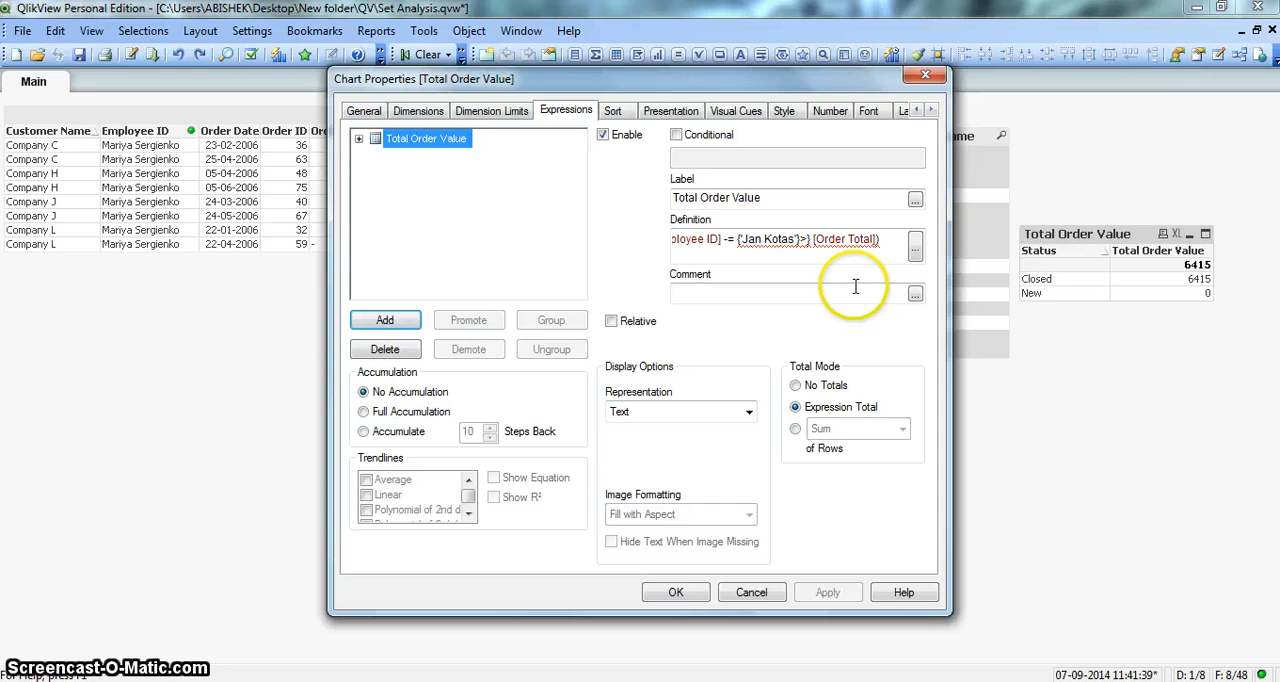 QlikView Personal Edition - [C:\Users\ABISHEK\Desktop\New folder\QV\Set Analysis.qvw*]
File Edit View Selections Layout Settings Bookmarks Reports Tools Object Window Help
Clear
Main
Chart Properties [Total Order Value]
General Dimensions Dimension Limits Expressions Sort Presentation Visual Cues Style Number Font La
Customer Name Employee ID Order Date Order ID Or
Company C Mariya Sergienko 23-02-2006 36
Company C Mariya Sergienko 25-04-2006 63
Company H Mariya Sergienko 24-03-2006 48
Company H Mariya Sergienko 05-06-2006 75
Company J Mariya Sergienko 24-03-2006 40
Company J Mariya Sergienko 24-05-2006 67
Company L Mariya Sergienko 22-01-2006 32
Company L Mariya Sergienko 22-04-2006 59 -
Total Order Value
Enable
Conditional
Label
Total Order Value
...
Definition
ployee ID] -= {'Jan Kotas'}>} [Order Total])
...
Comment
...
Add Promote Group
Relative
Delete Demote Ungroup
Accumulation
No Accumulation
Full Accumulation
Accumulate 10 Steps Back
Trendlines
Average
Linear
Polynomial of 2nd d
Show Equation
Show R²
Display Options
Representation
Text
Image Formatting
Fill with Aspect
Hide Text When Image Missing
Total Mode
No Totals
Expression Total
Sum
of Rows
OK Cancel Apply Help
ame
Total Order Value XL
Status Total Order Value
6415
Closed 6415
New 0
Screencast-O-Matic.com
07-09-2014 11:41:39* D: 1/8 F: 8/48